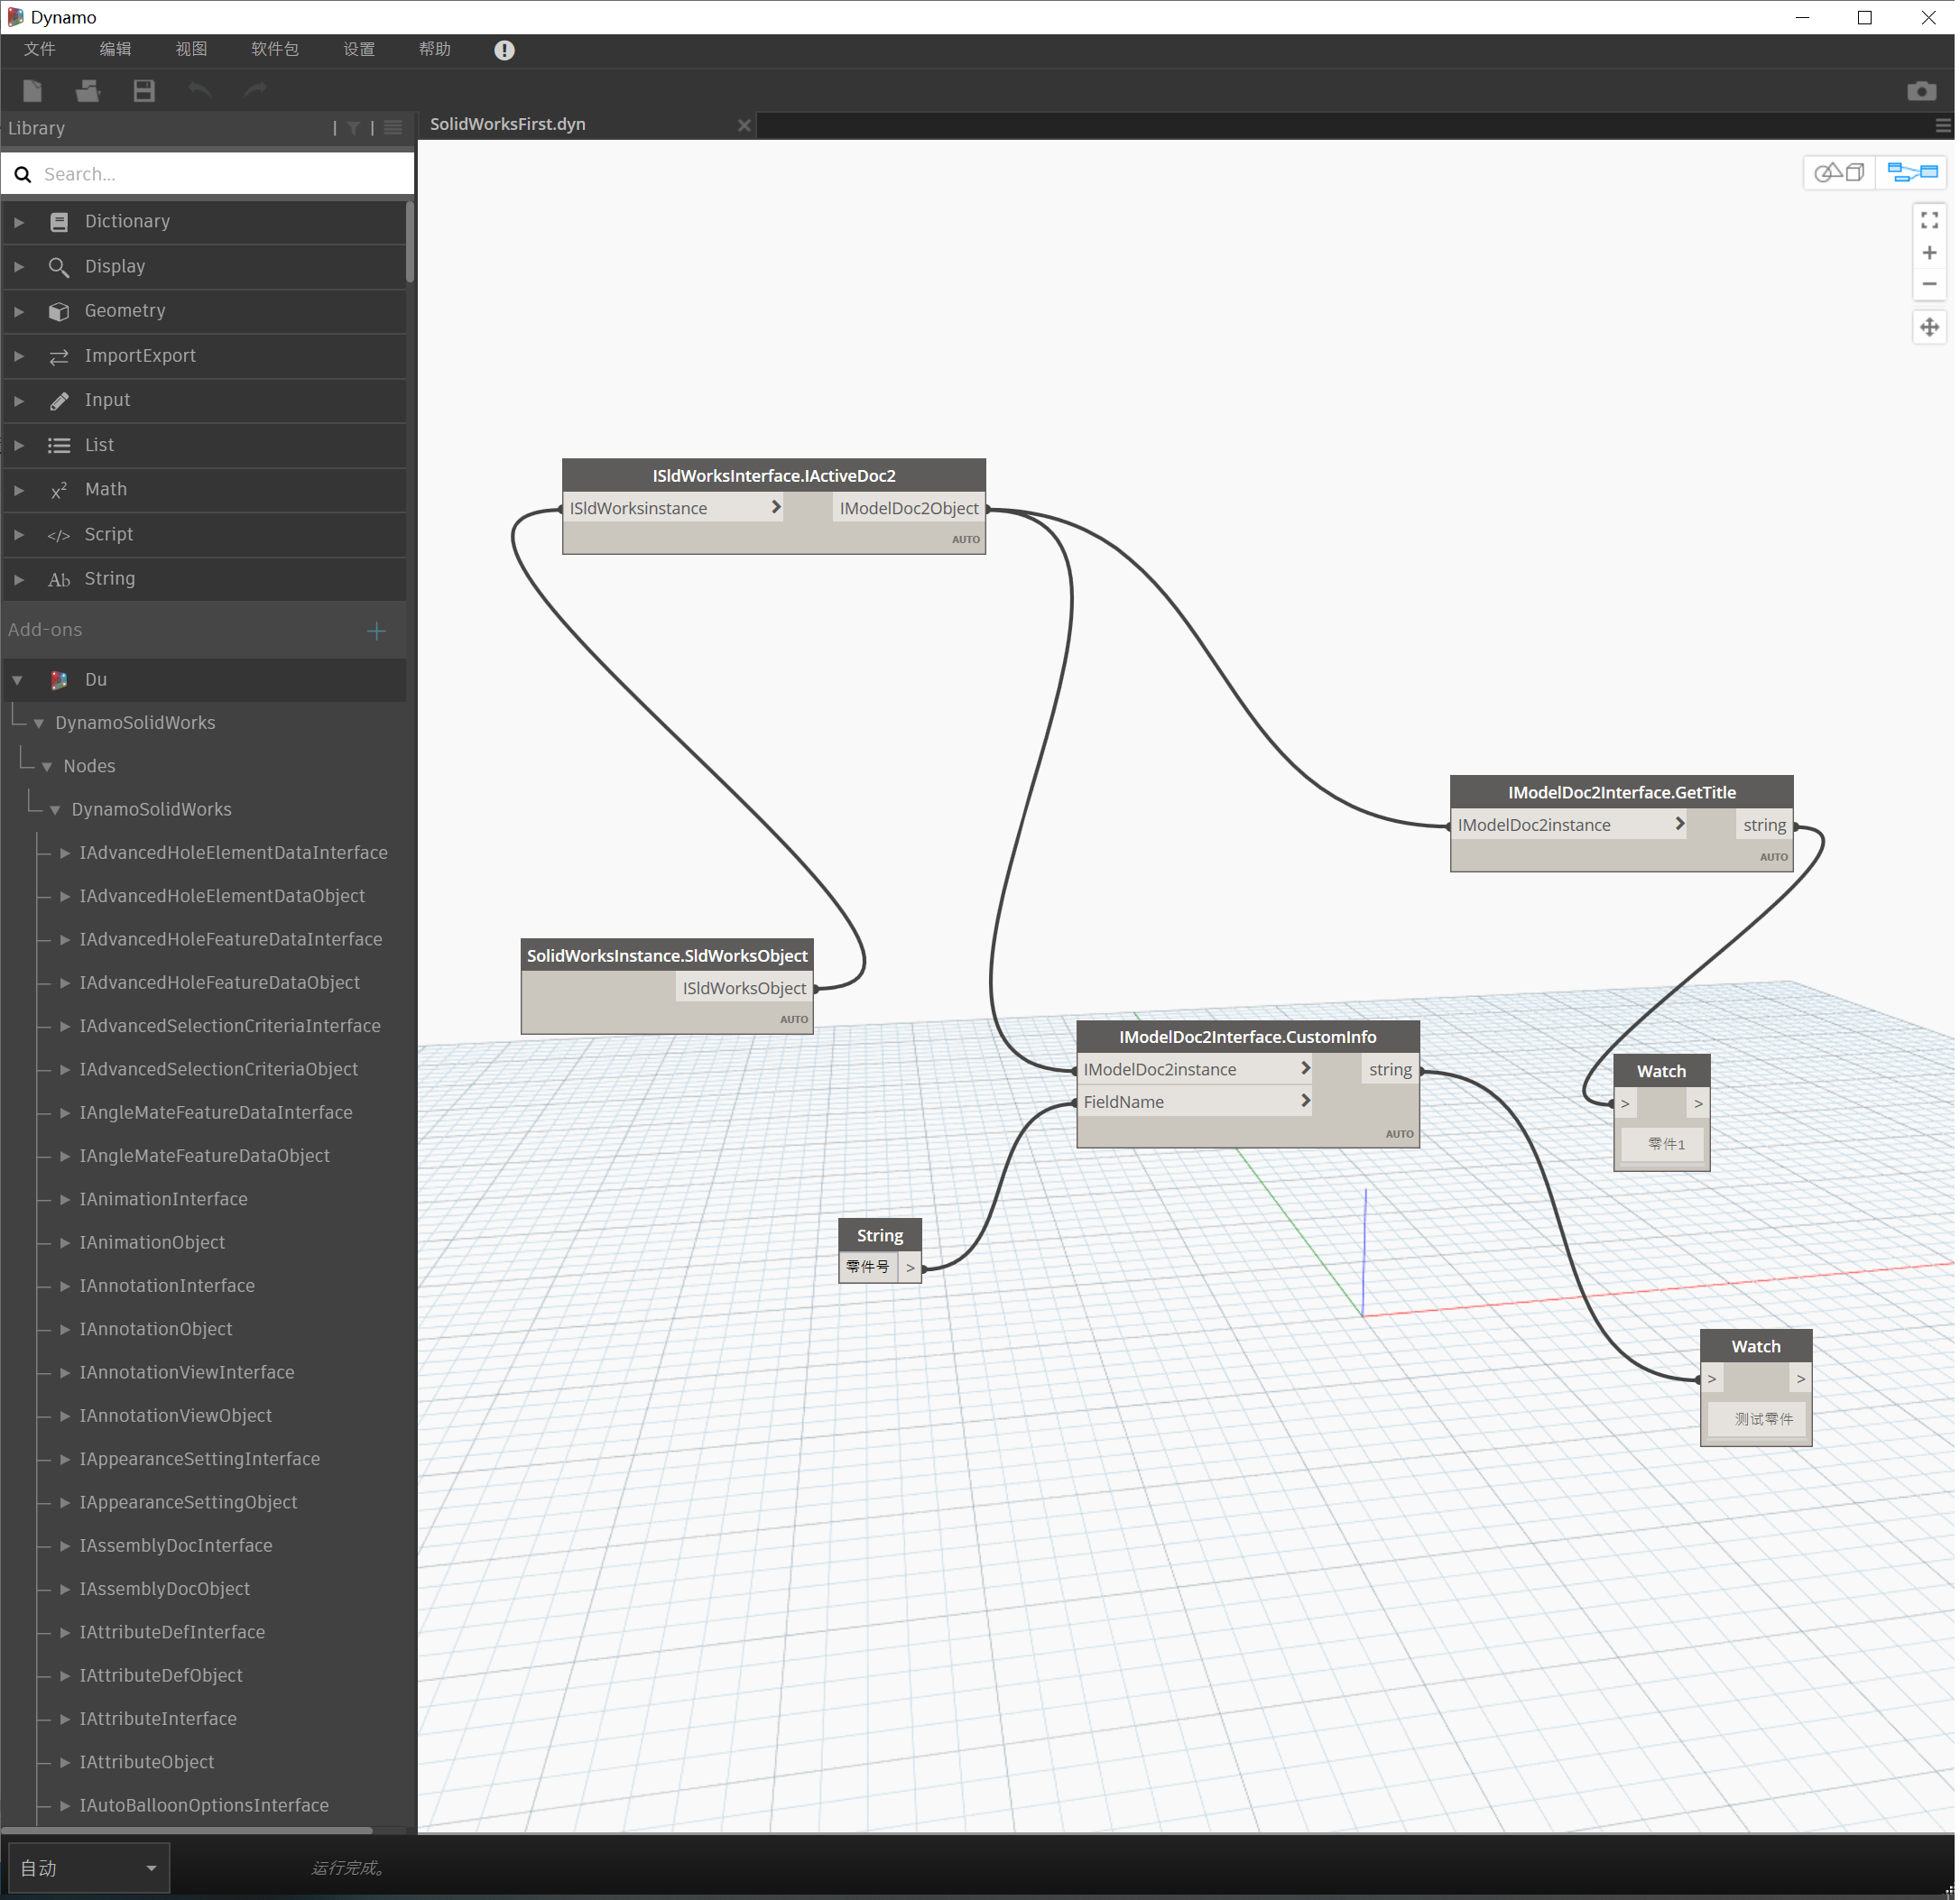 Dynamo
文件 编辑 视图 软件包 设置 帮助
Library
SolidWorksFirst.dyn
Search...
Dictionary
Display
Geometry
ImportExport
Input
List
Math
Script
String
Add-ons
Du
DynamoSolidWorks
Nodes
DynamoSolidWorks
IAdvancedHoleElementDataInterface
IAdvancedHoleElementDataObject
IAdvancedHoleFeatureDataInterface
IAdvancedHoleFeatureDataObject
IAdvancedSelectionCriteriaInterface
IAdvancedSelectionCriteriaObject
IAngleMateFeatureDataInterface
IAngleMateFeatureDataObject
IAnimationInterface
IAnimationObject
IAnnotationInterface
IAnnotationObject
IAnnotationViewInterface
IAnnotationViewObject
IAppearanceSettingInterface
IAppearanceSettingObject
IAssemblyDocInterface
IAssemblyDocObject
IAttributeDefInterface
IAttributeDefObject
IAttributeInterface
IAttributeObject
IAutoBalloonOptionsInterface
ISldWorksInterface.IActiveDoc2
ISldWorksinstance > IModelDoc2Object
AUTO
IModelDoc2Interface.GetTitle
IModelDoc2instance > string
AUTO
SolidWorksInstance.SldWorksObject
ISldWorksObject
AUTO
IModelDoc2Interface.CustomInfo
IModelDoc2instance > string
FieldName >
AUTO
Watch
> >
零件1
String
零件号 >
Watch
> >
测试零件
自动
运行完成。